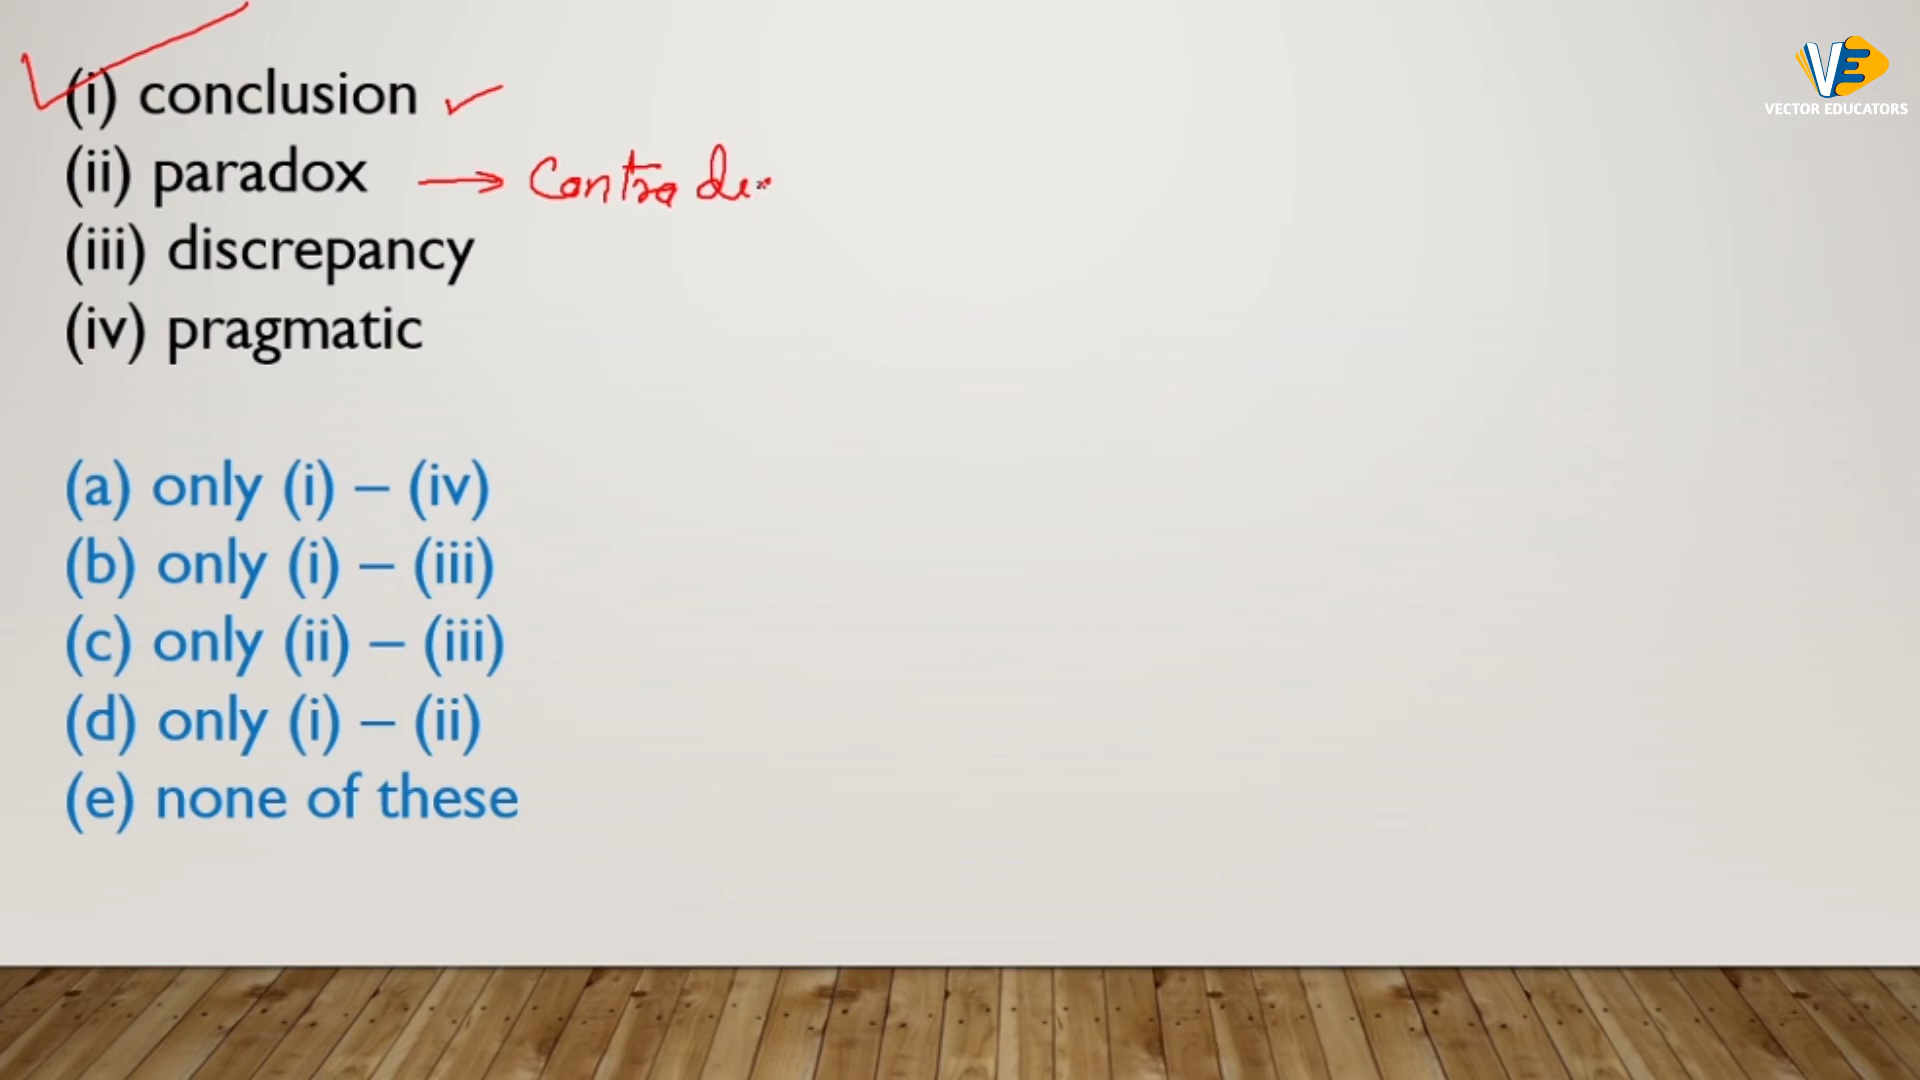 VECTOR EDUCATORS
(i) conclusion
(ii) paradox → Contra
(iii) discrepancy
(iv) pragmatic
(a) only (i) – (iv)
(b) only (i) – (iii)
(c) only (ii) – (iii)
(d) only (i) – (ii)
(e) none of these